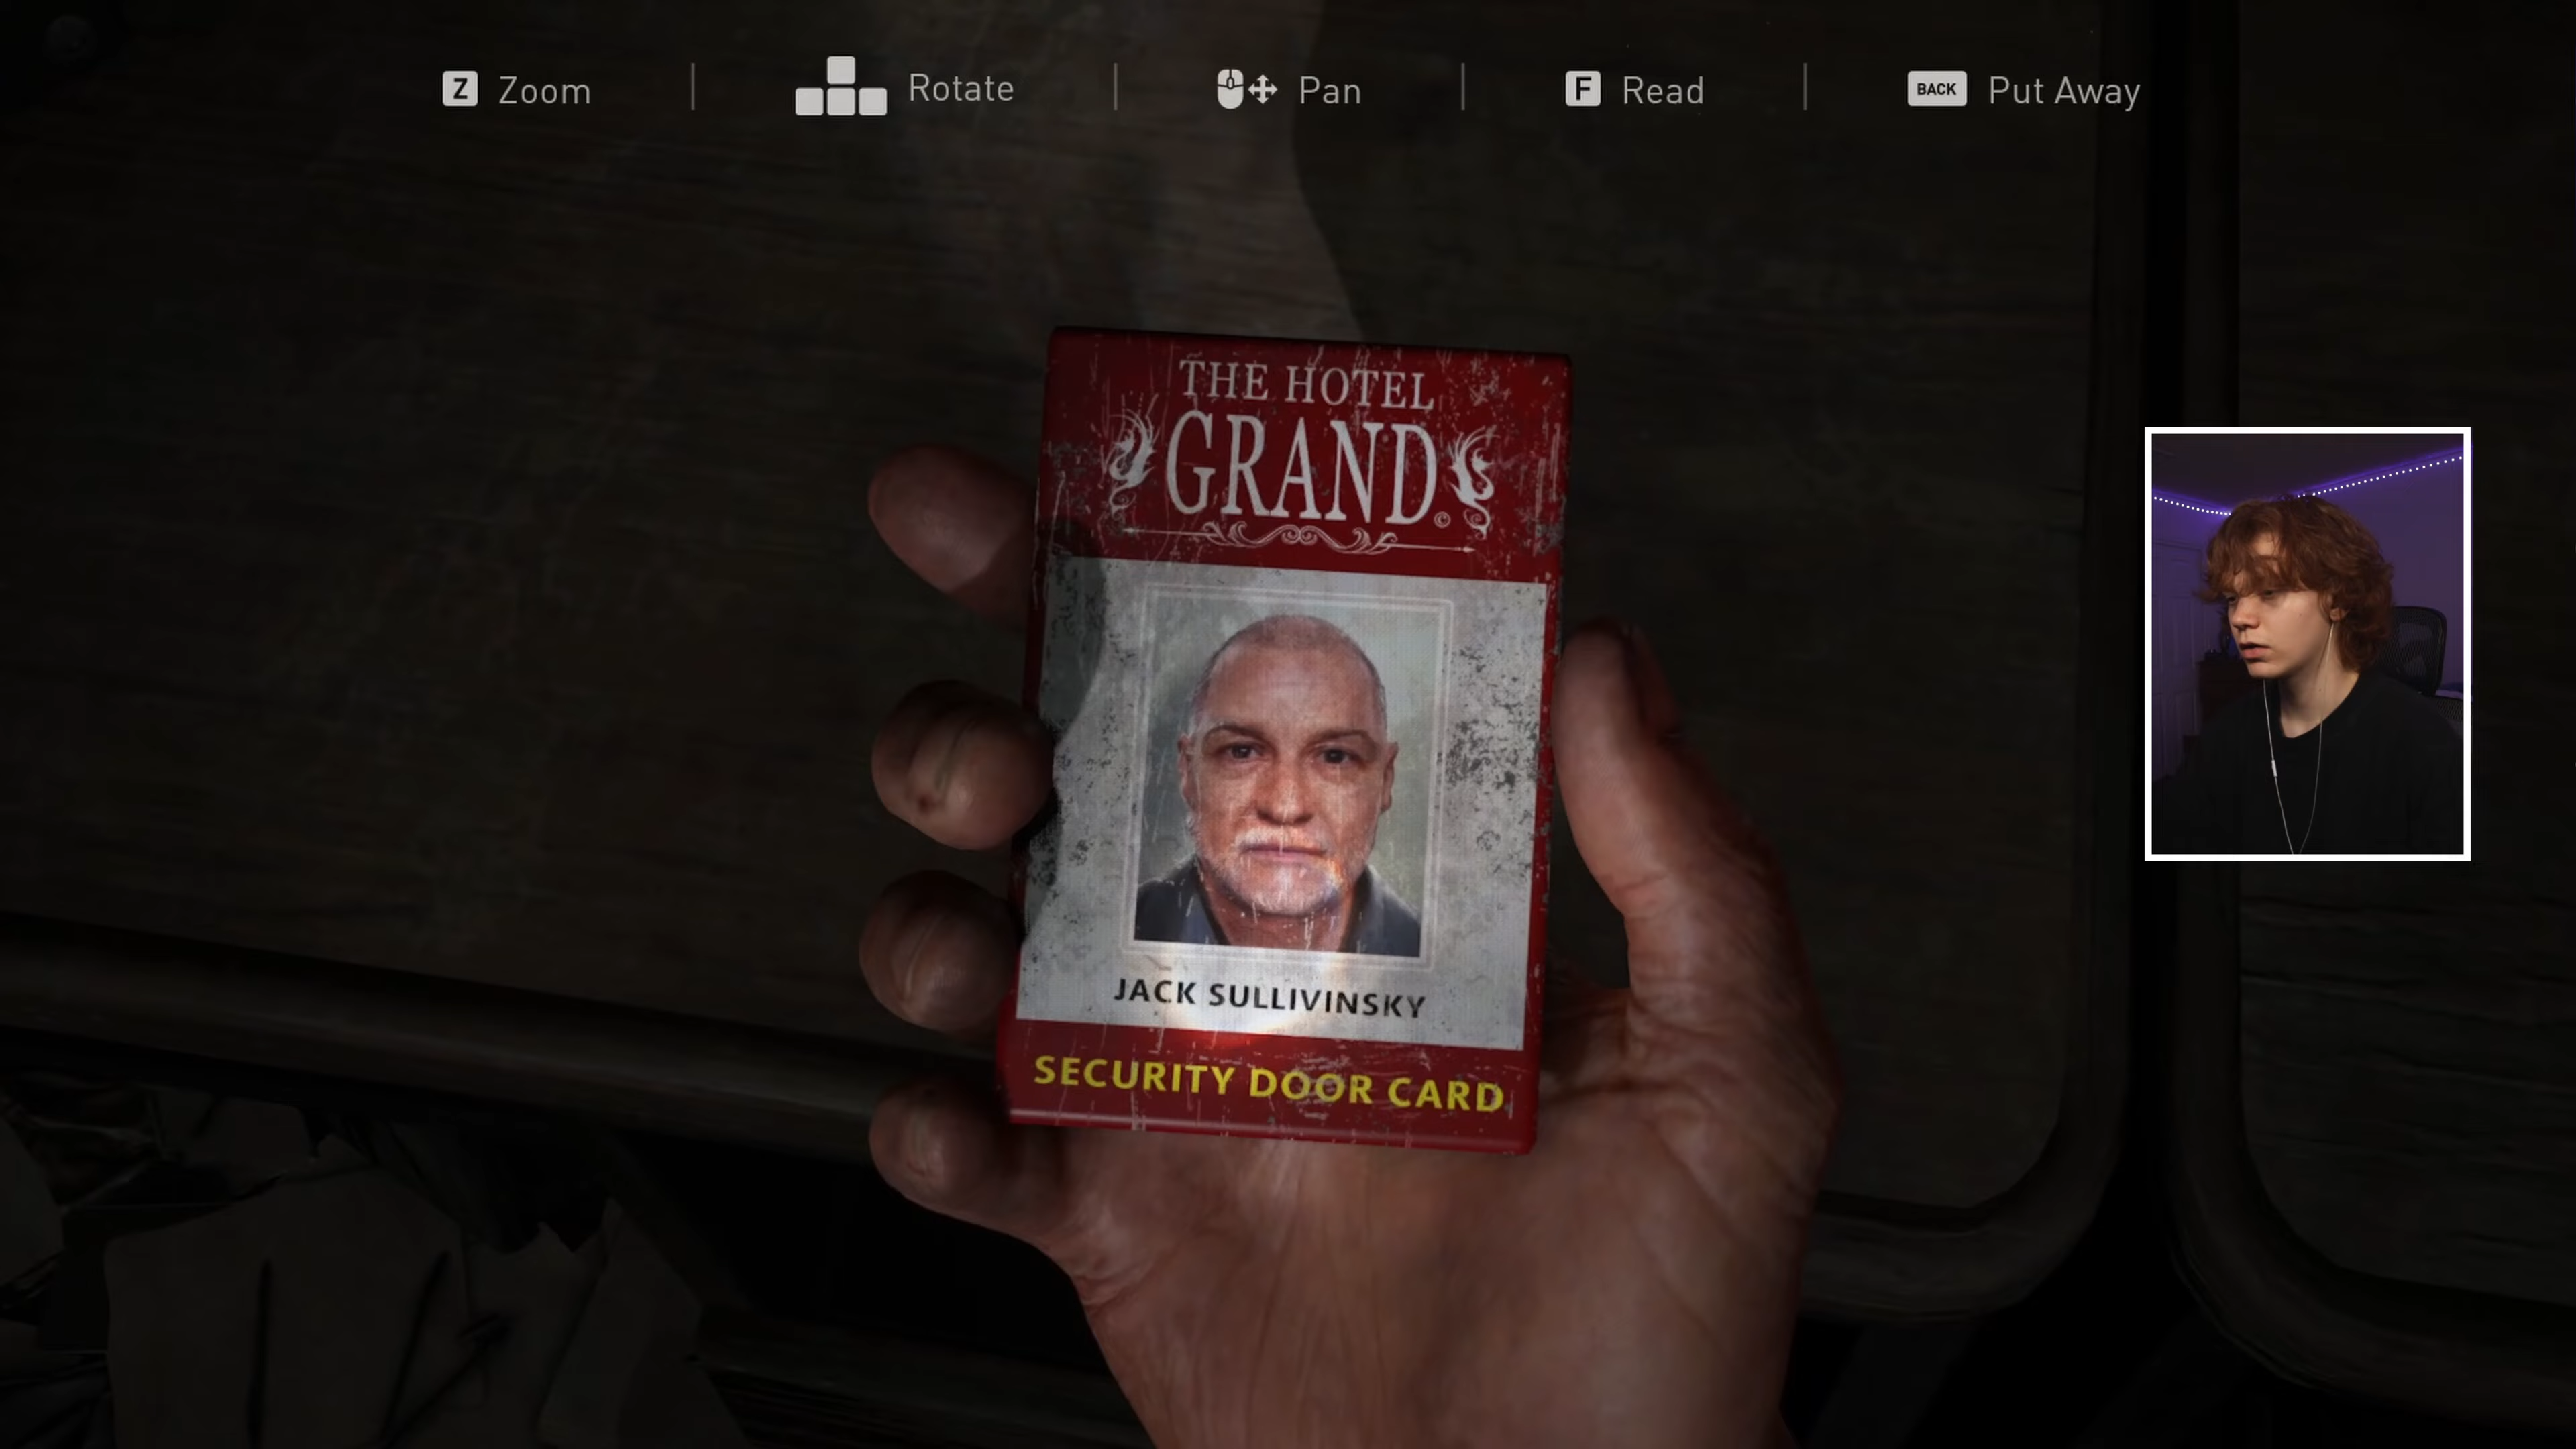 Z Zoom
Rotate
Pan
F Read
BACK Put Away
THE HOTEL
GRAND©
JACK SULLIVINSKY
SECURITY DOOR CARD